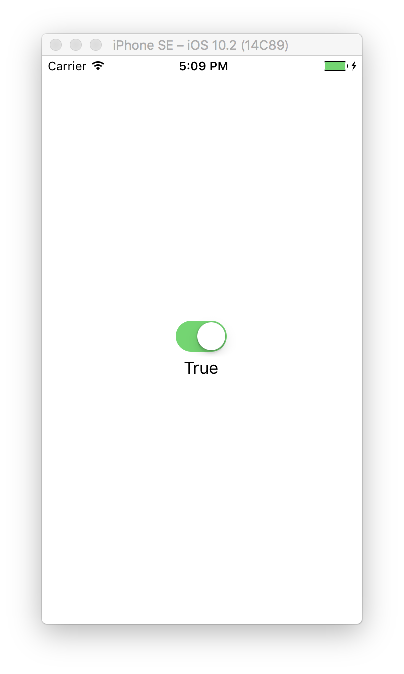 iPhone SE – iOS 10.2 (14C89)
Carrier 5:09 PM
True